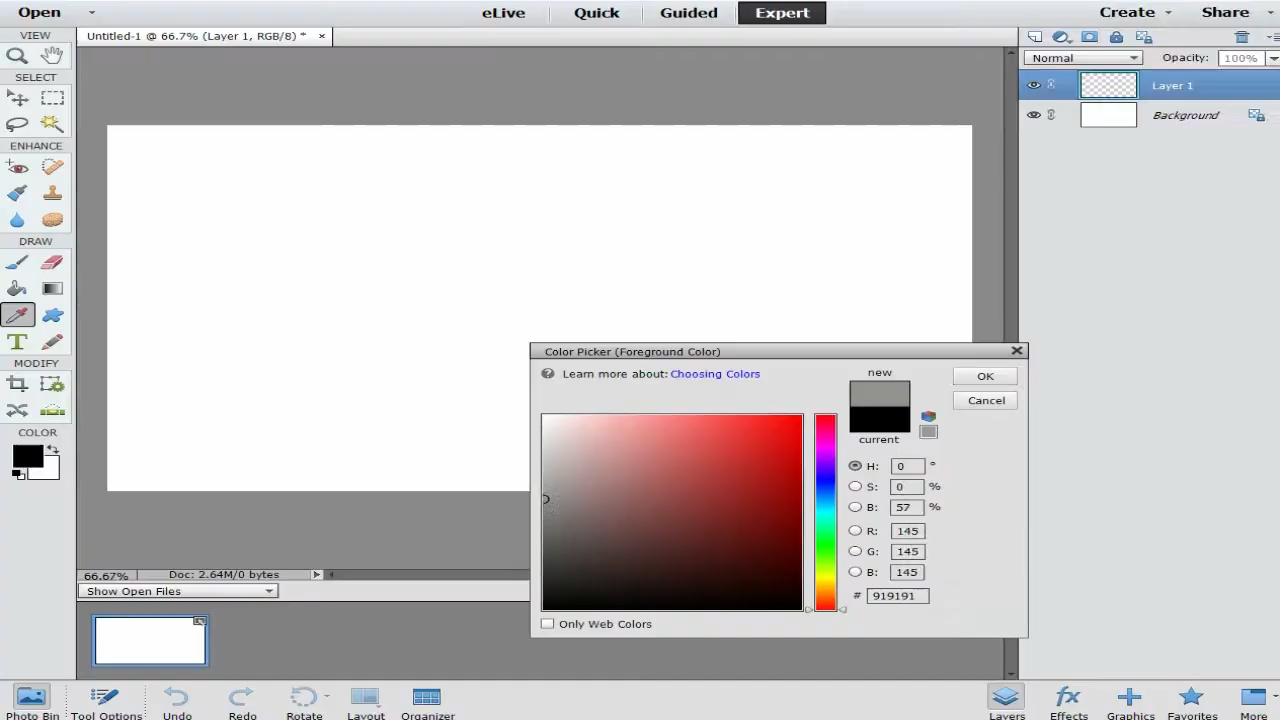 Open
eLive
Quick
Guided
Expert
Create
Share
VIEW
Untitled-1 @ 66.7% (Layer 1, RGB/8) *
Normal
Opacity: 100%
SELECT
Layer 1
Background
ENHANCE
DRAW
MODIFY
COLOR
Color Picker (Foreground Color)
Learn more about: Choosing Colors
new
OK
Cancel
current
H: 0 °
S: 0 %
B: 57 %
R: 145
G: 145
B: 145
# 919191
Only Web Colors
66.67%
Doc: 2.64M/0 bytes
Show Open Files
Photo Bin
Tool Options
Undo
Redo
Rotate
Layout
Organizer
Layers
Effects
Graphics
Favorites
More